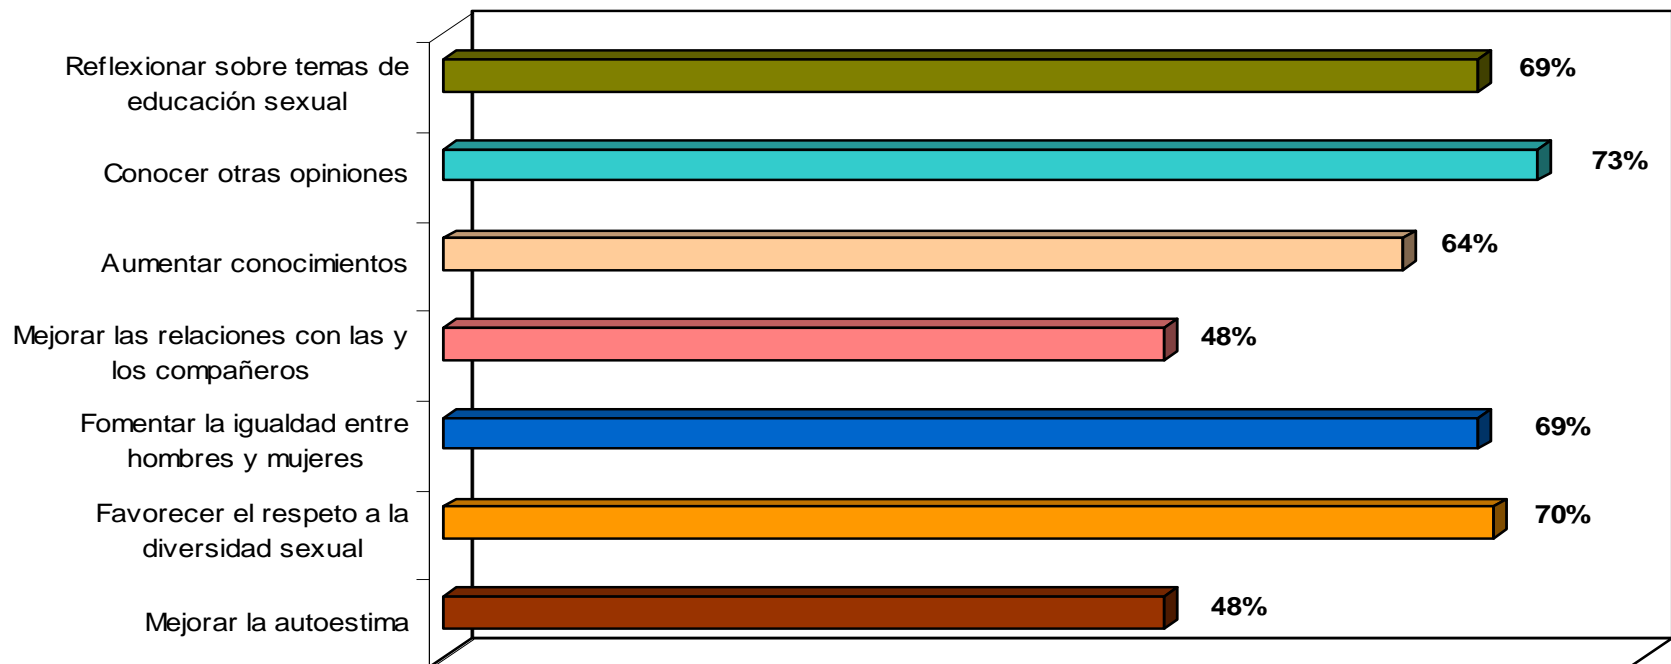 Reflexionar sobre temas de
educación sexual
69%
Conocer otras opiniones
73%
Aumentar conocimientos
64%
Mejorar las relaciones con las y
los compañeros
48%
Fomentar la igualdad entre
hombres y mujeres
69%
Favorecer el respeto a la
diversidad sexual
70%
Mejorar la autoestima
48%